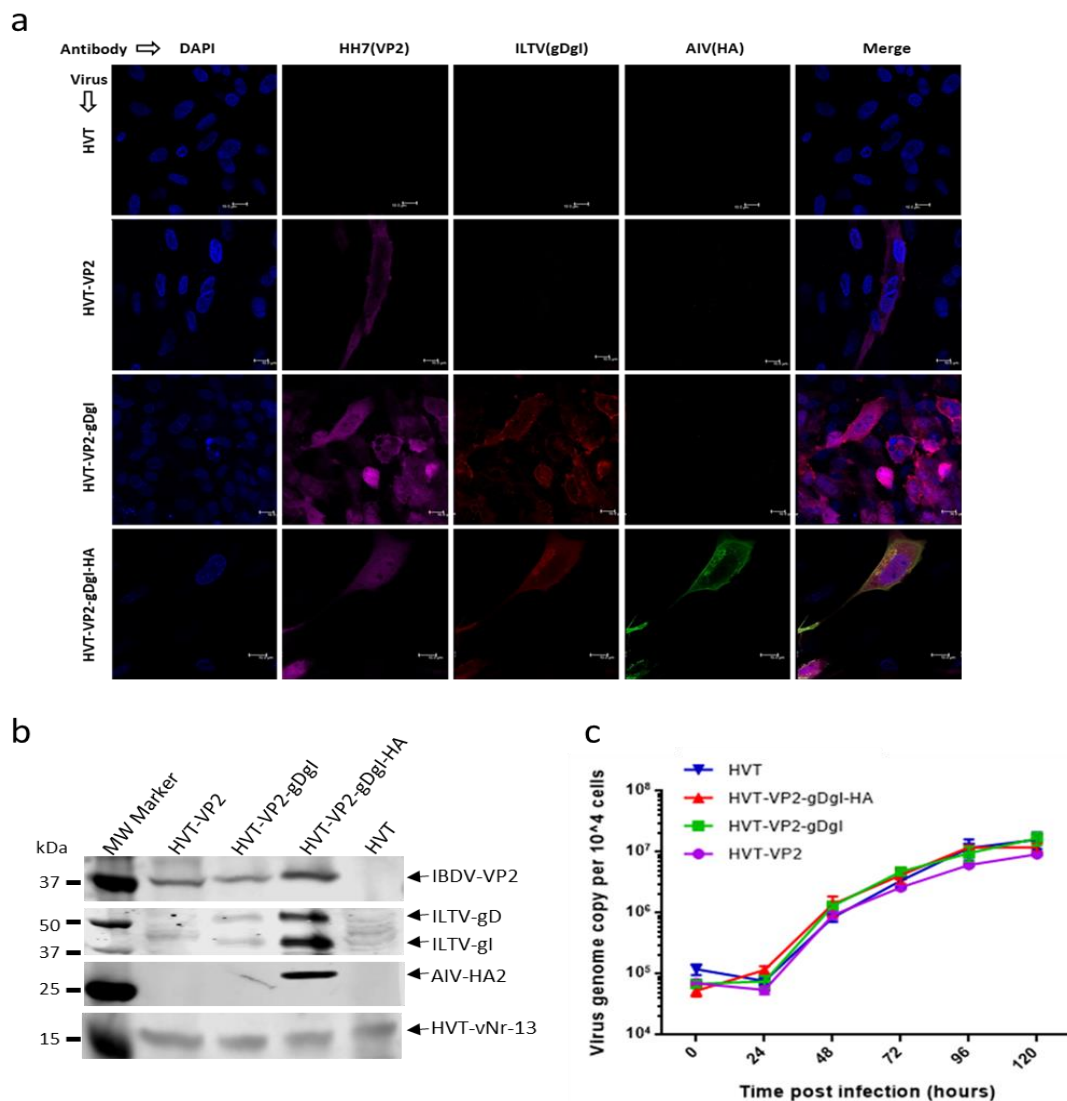 a
Antibody DAPI HH7(VP2) ILTV(gDgI) AIV(HA) Merge
Virus
HVT
HVT-VP2
HVT-VP2-gDgI
HVT-VP2-gDgI-HA
b
MW Marker
HVT-VP2
HVT-VP2-gDgI
HVT-VP2-gDgI-HA
HVT
kDa
37
IBDV-VP2
50
ILTV-gD
37
ILTV-gI
25
AIV-HA2
15
HVT-vNr-13
c
HVT
HVT-VP2-gDgI-HA
HVT-VP2-gDgI
HVT-VP2
Virus genome copy per 10^4 cells
10⁸
10⁷
10⁶
10⁵
10⁴
0 24 48 72 96 120
Time post infection (hours)